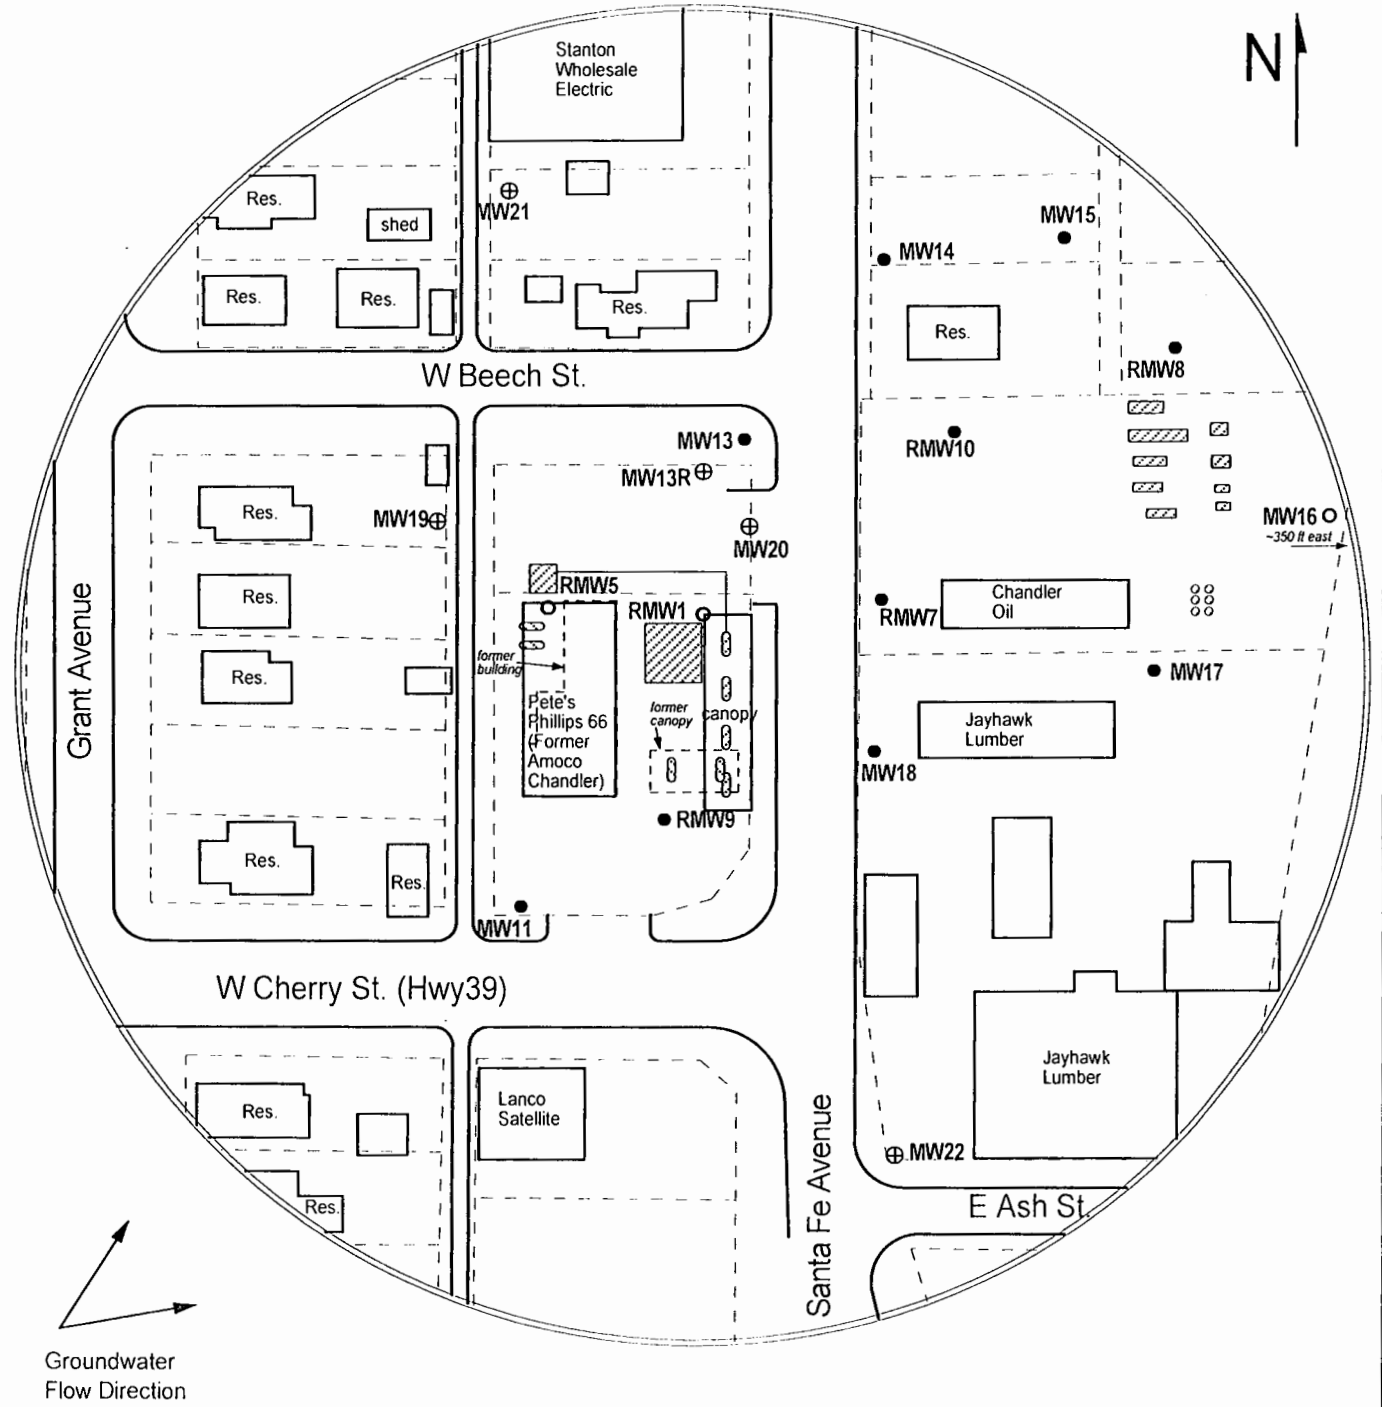 N
Stanton
Wholesale
Electric
Res.
shed
MW21
MW15
MW14
Res.
Res.
Res.
Res.
RMW8
W Beech St.
MW13
RMW10
MW13R
Res.
MW19
MW16
~350 ft east
MW20
RMW5
Res.
RMW1
Chandler
Oil
RMW7
former
building
Res.
MW17
Pete's
Phillips 66
(Former
Amoco
Chandler)
former
canopy
canopy
Jayhawk
Lumber
MW18
Grant Avenue
RMW9
Res.
Res.
MW11
W Cherry St. (Hwy39)
Jayhawk
Lumber
Res.
Lanco
Satellite
MW22
Santa Fe Avenue
Res.
E Ash St.
Groundwater
Flow Direction